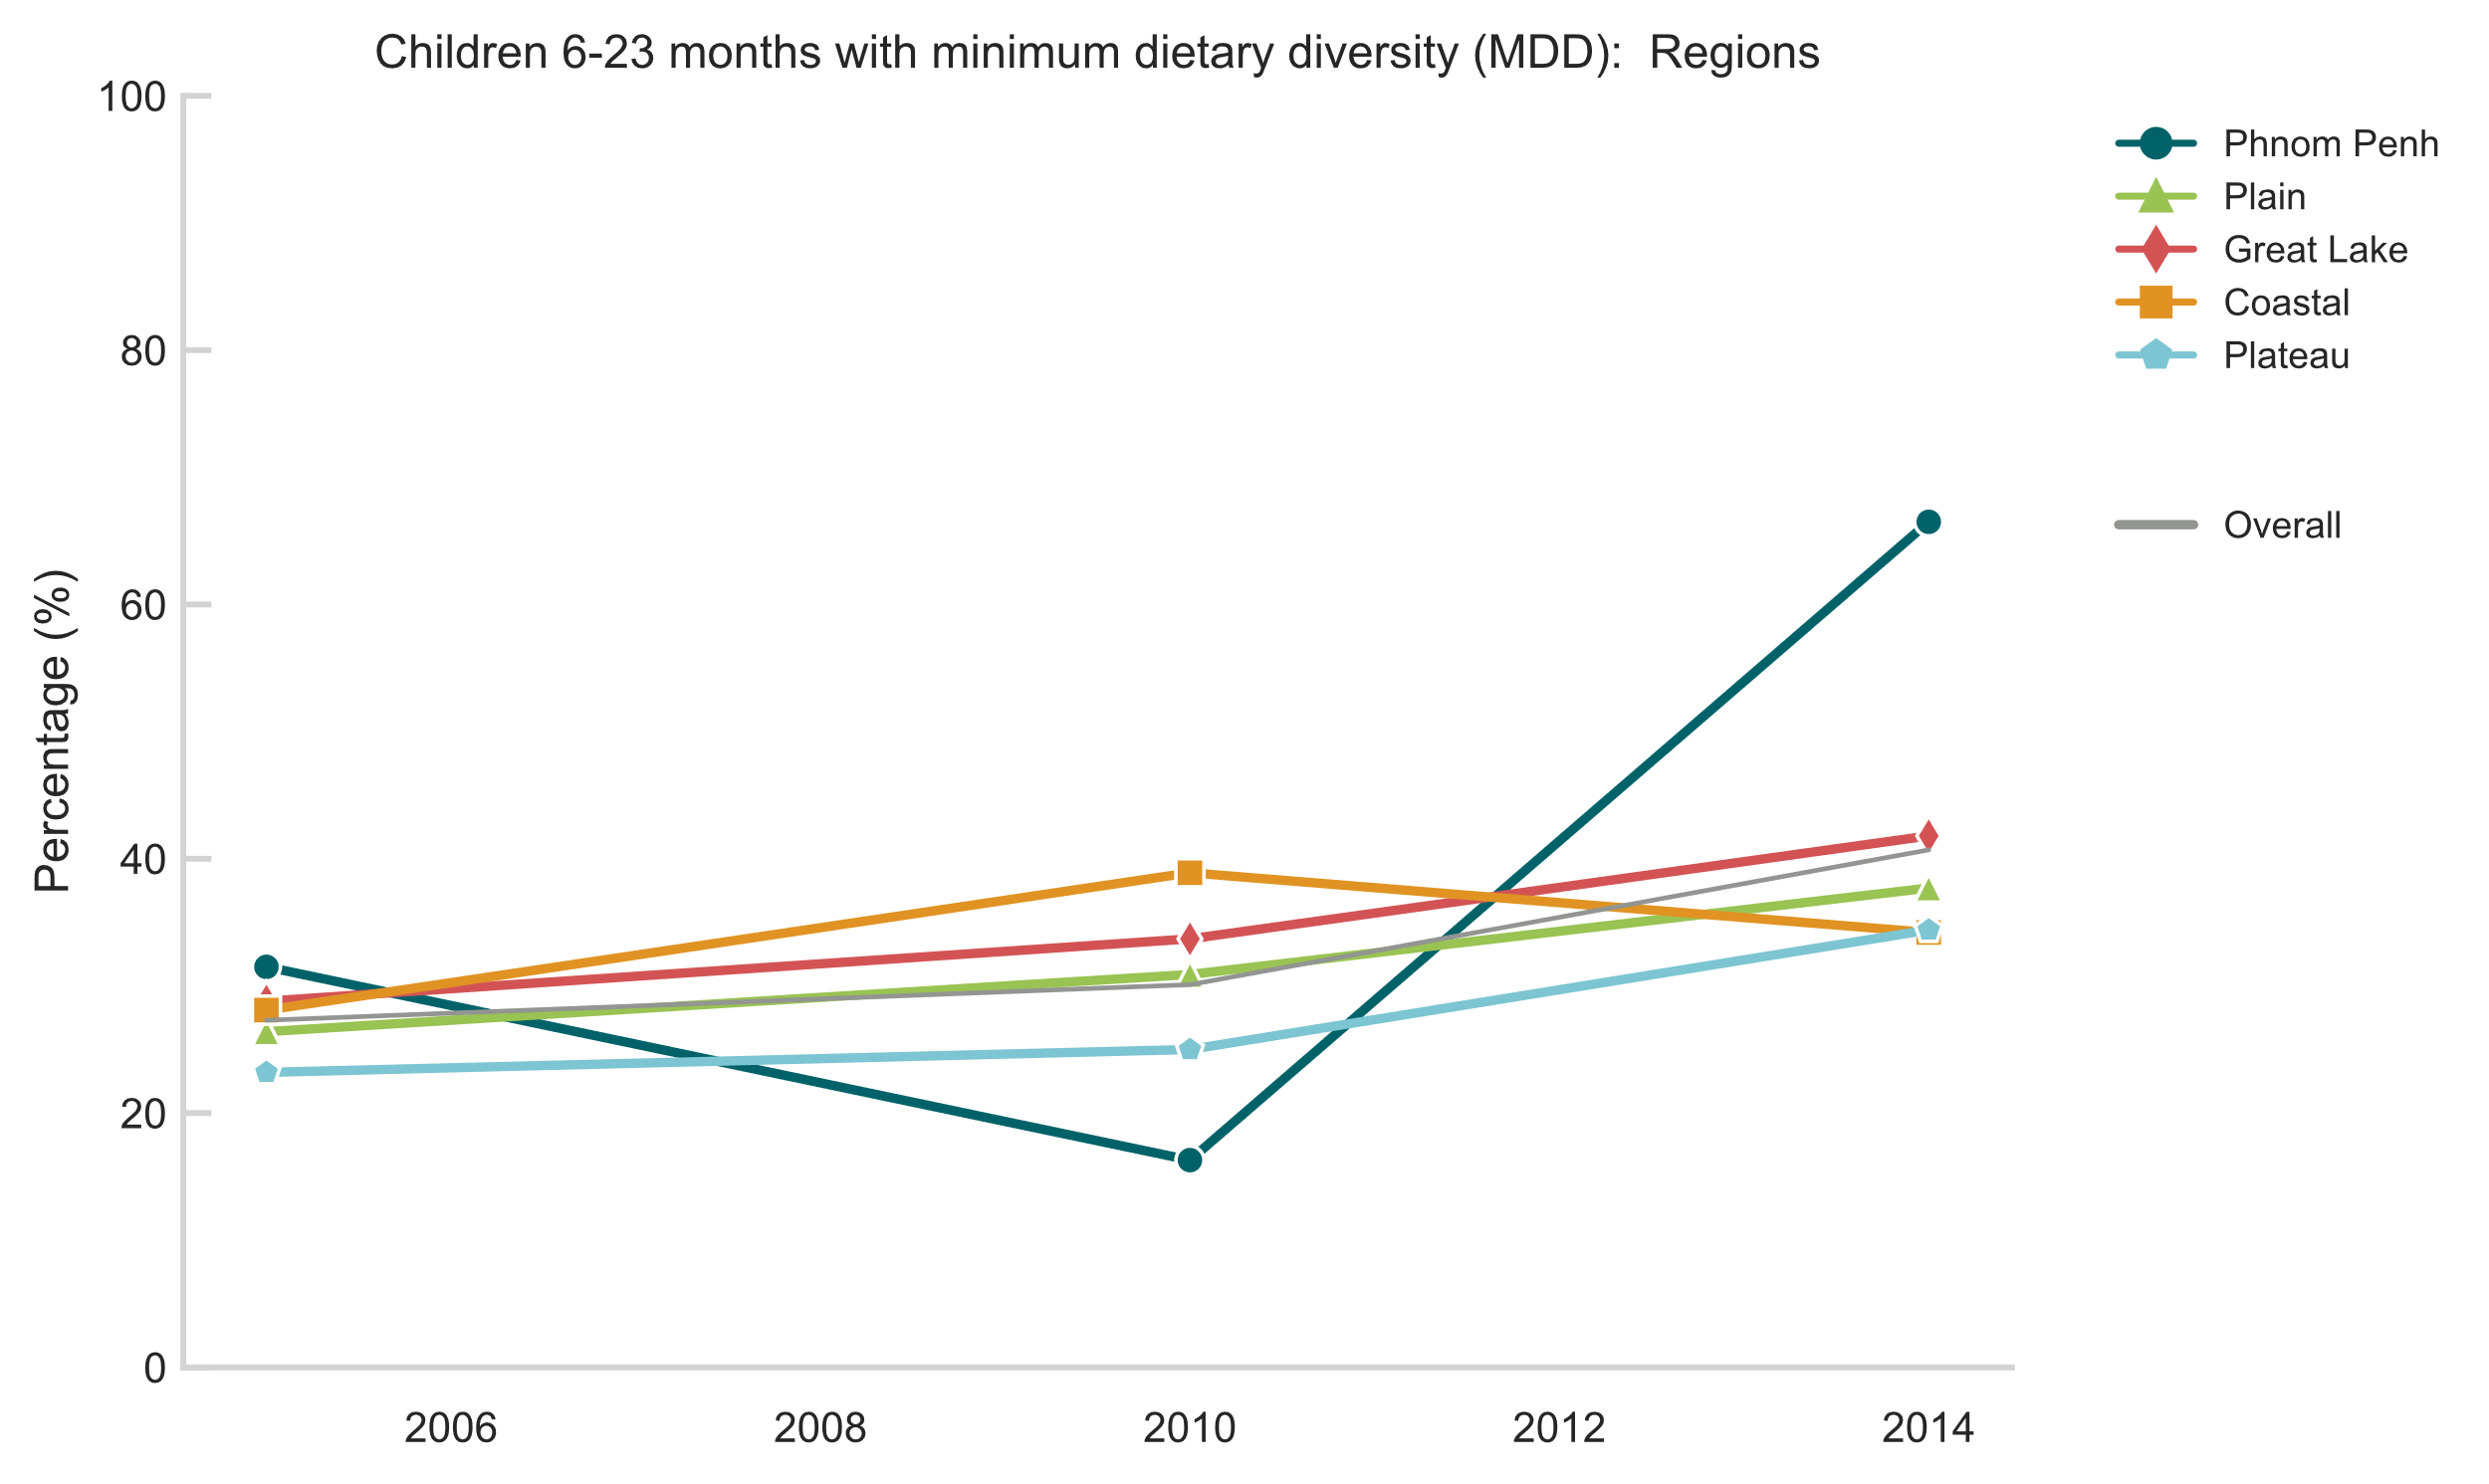 Children 6-23 months with minimum dietary diversity (MDD): Regions
Percentage (%)
100
80
60
40
20
0
2006
2008
2010
2012
2014
Phnom Penh
Plain
Great Lake
Coastal
Plateau
Overall